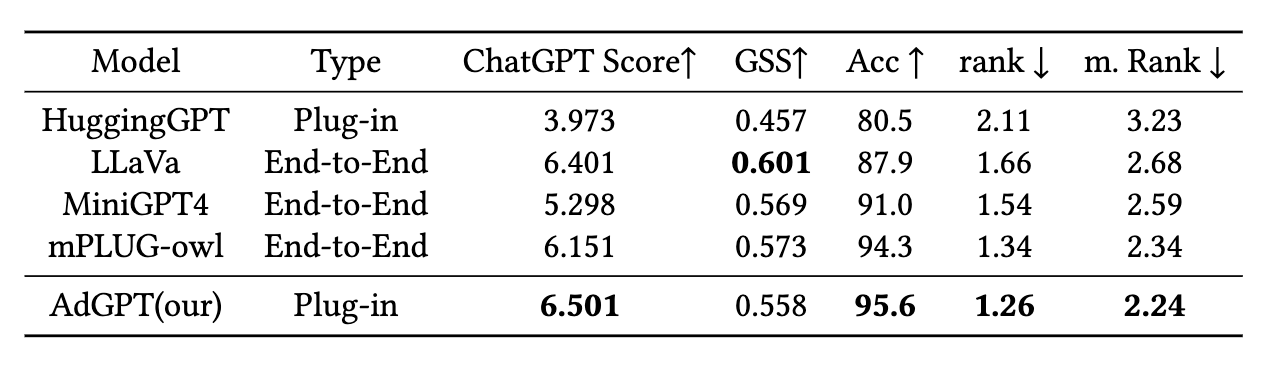 Model Type ChatGPT Score↑ GSS↑ Acc ↑ rank ↓ m. Rank ↓
HuggingGPT Plug-in 3.973 0.457 80.5 2.11 3.23
LLaVa End-to-End 6.401 0.601 87.9 1.66 2.68
MiniGPT4 End-to-End 5.298 0.569 91.0 1.54 2.59
mPLUG-owl End-to-End 6.151 0.573 94.3 1.34 2.34
AdGPT(our) Plug-in 6.501 0.558 95.6 1.26 2.24